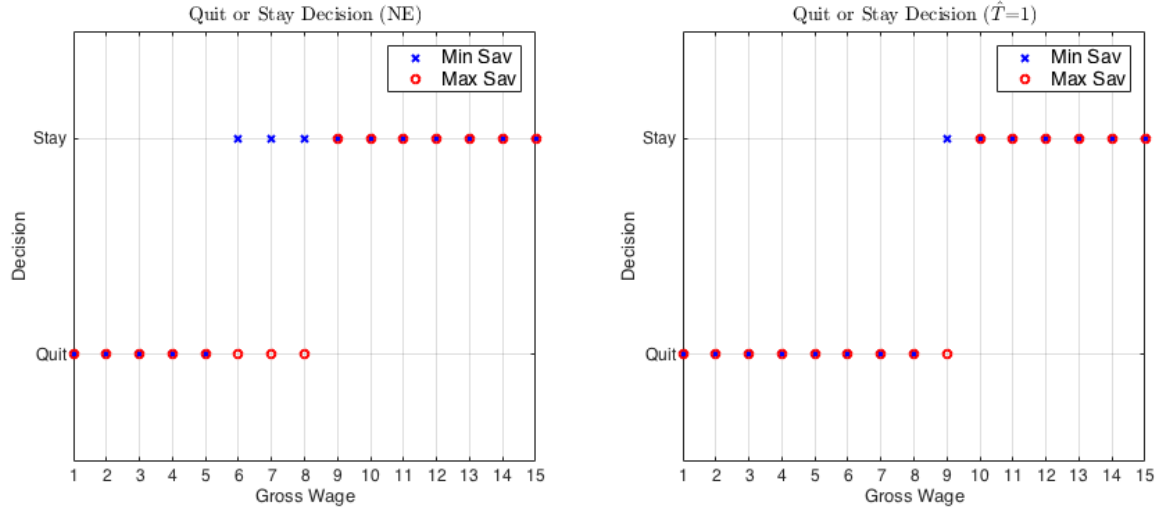 Quit or Stay Decision (NE)
Min Sav
Max Sav
Stay
Quit
Decision
1 2 3 4 5 6 7 8 9 10 11 12 13 14 15
Gross Wage
Quit or Stay Decision (T̂=1)
Min Sav
Max Sav
Stay
Quit
Decision
1 2 3 4 5 6 7 8 9 10 11 12 13 14 15
Gross Wage